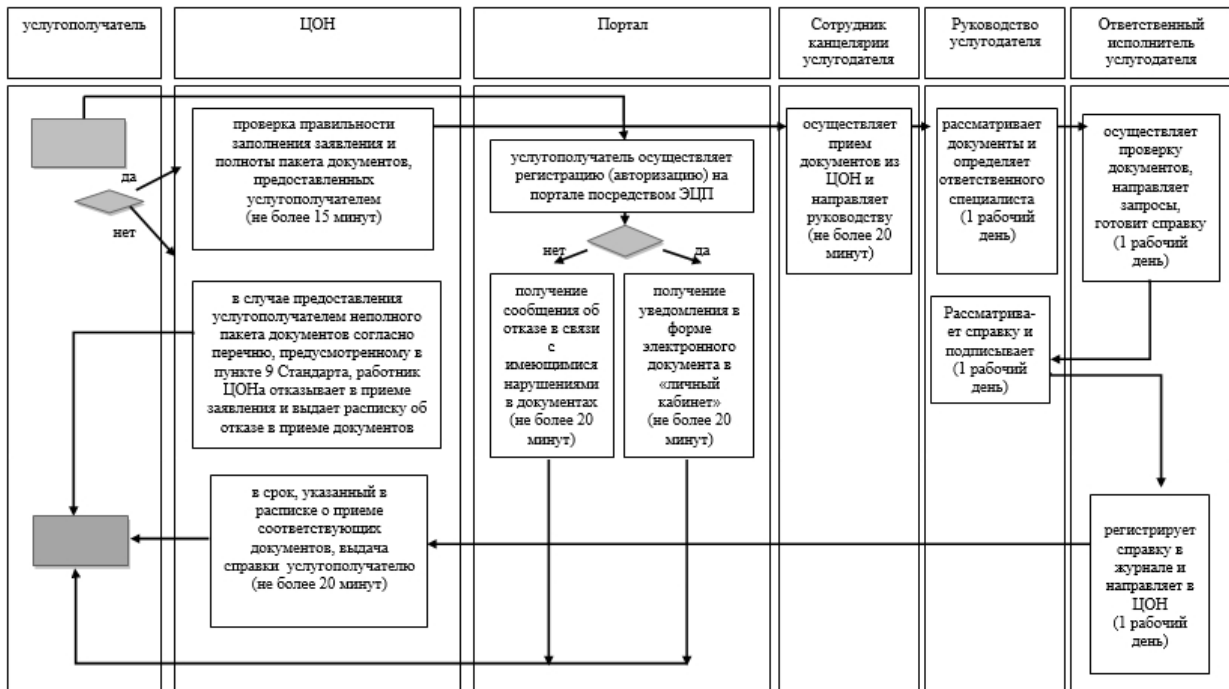 услугополучатель
ЦОН
Портал
Сотрудник
канцелярии
услугодателя
Руководство
услугодателя
Ответственный
исполнитель
услугодателя
да
нет
проверка правильности
заполнения заявления и
полноты пакета документов,
предоставленных
услугополучателем
(не более 15 минут)
услугополучатель осуществляет
регистрацию (авторизацию) на
портале посредством ЭЦП
нет
да
осуществляет
прием
документов из
ЦОН и
направляет
руководству
(не более 20
минут)
рассматривает
документы и
определяет
ответственного
специалиста
(1 рабочий
день)
осуществляет
проверку
документов,
направляет
запросы,
готовит справку
(1 рабочий
день)
в случае предоставления
услугополучателем неполного
пакета документов согласно
перечню, предусмотренному в
пункте 9 Стандарта, работник
ЦОНа отказывает в приеме
заявления и выдает расписку об
отказе в приеме документов
получение
сообщения об
отказе в связи
с
имеющимися
нарушениями
в документах
(не более 20
минут)
получение
уведомления в
форме
электронного
документа в
«личный
кабинет»
(не более 20
минут)
Рассматрива-
ет справку и
подписывает
(1 рабочий
день)
в срок, указанный в
расписке о приеме
соответствующих
документов, выдача
справки услугополучателю
(не более 20 минут)
регистрирует
справку в
журнале и
направляет в
ЦОН
(1 рабочий
день)